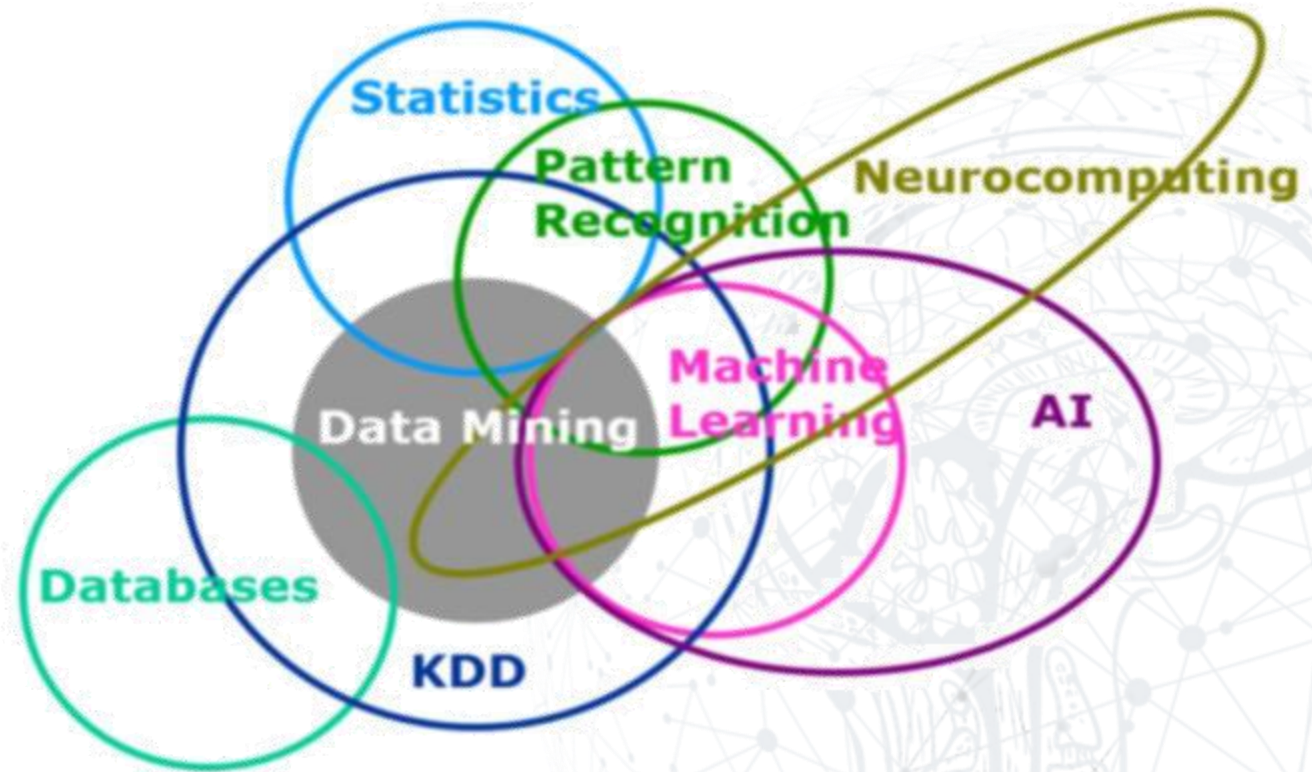 Statistics
Pattern
Recognition
Neurocomputing
Machine
Learning
AI
Data Mining
Databases
KDD